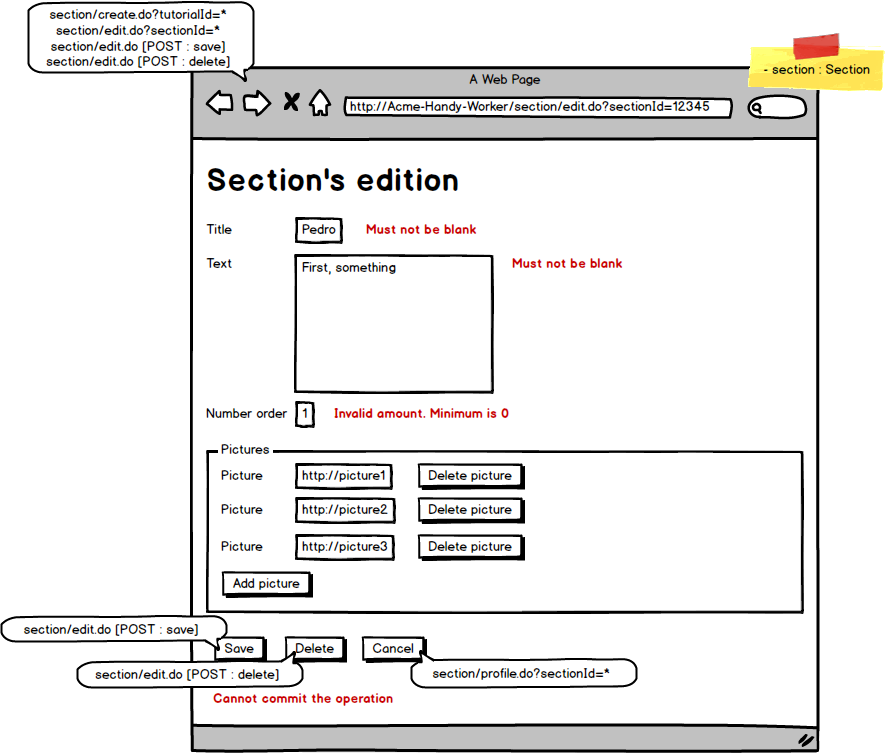 section/create.do?tutorialId=*
section/edit.do?sectionId=*
section/edit.do [POST : save]
section/edit.do [POST : delete]
- section : Section
A Web Page
http://Acme-Handy-Worker/section/edit.do?sectionId=12345
Section's edition
Title Pedro Must not be blank
Text First, something Must not be blank
Number order 1 Invalid amount. Minimum is 0
Pictures
Picture http://picture1 Delete picture
Picture http://picture2 Delete picture
Picture http://picture3 Delete picture
Add picture
section/edit.do [POST : save]
Save Delete Cancel
section/edit.do [POST : delete]
section/profile.do?sectionId=*
Cannot commit the operation